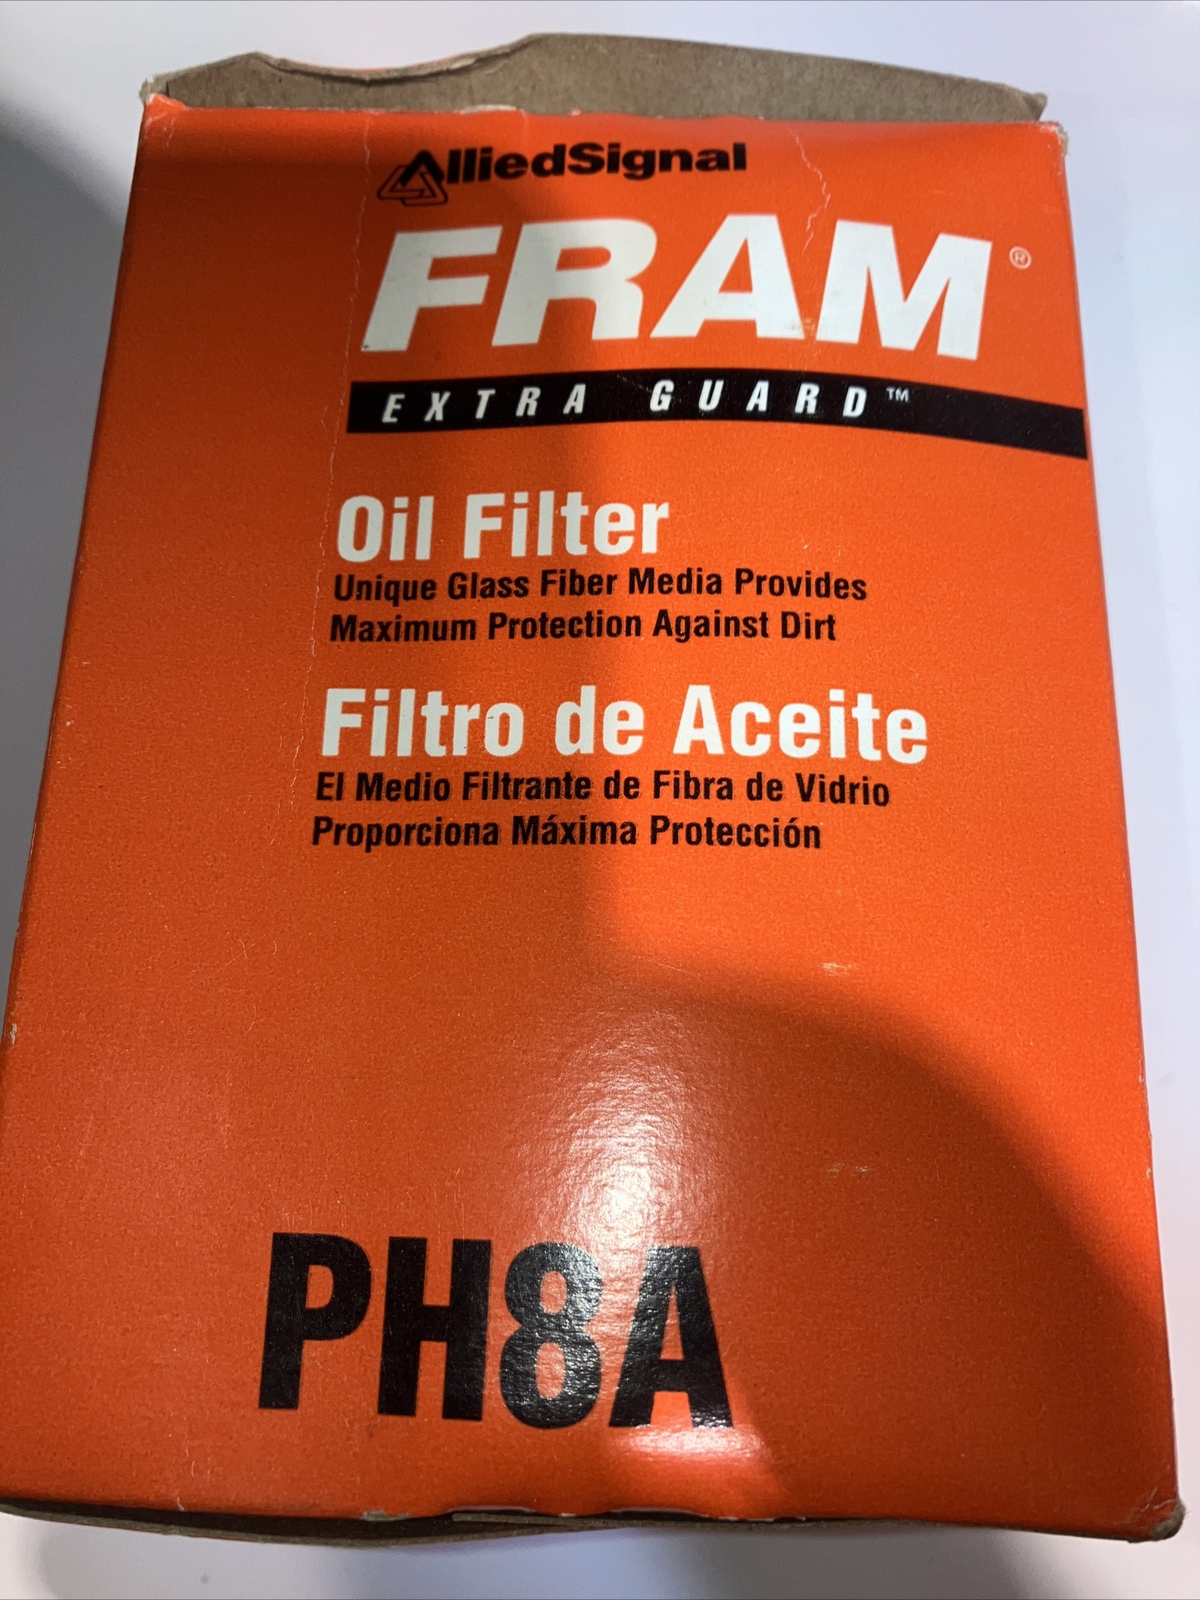 AlliedSignal
FRAM®
EXTRA GUARD™
Oil Filter
Unique Glass Fiber Media Provides
Maximum Protection Against Dirt
Filtro de Aceite
El Medio Filtrante de Fibra de Vidrio
Proporciona Máxima Protección
PH8A